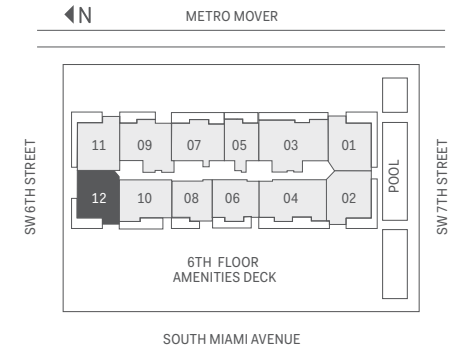 N
METRO MOVER
SW 6TH STREET
11 09 07 05 03 01
12 10 08 06 04 02
POOL
SW 7TH STREET
6TH FLOOR
AMENITIES DECK
SOUTH MIAMI AVENUE